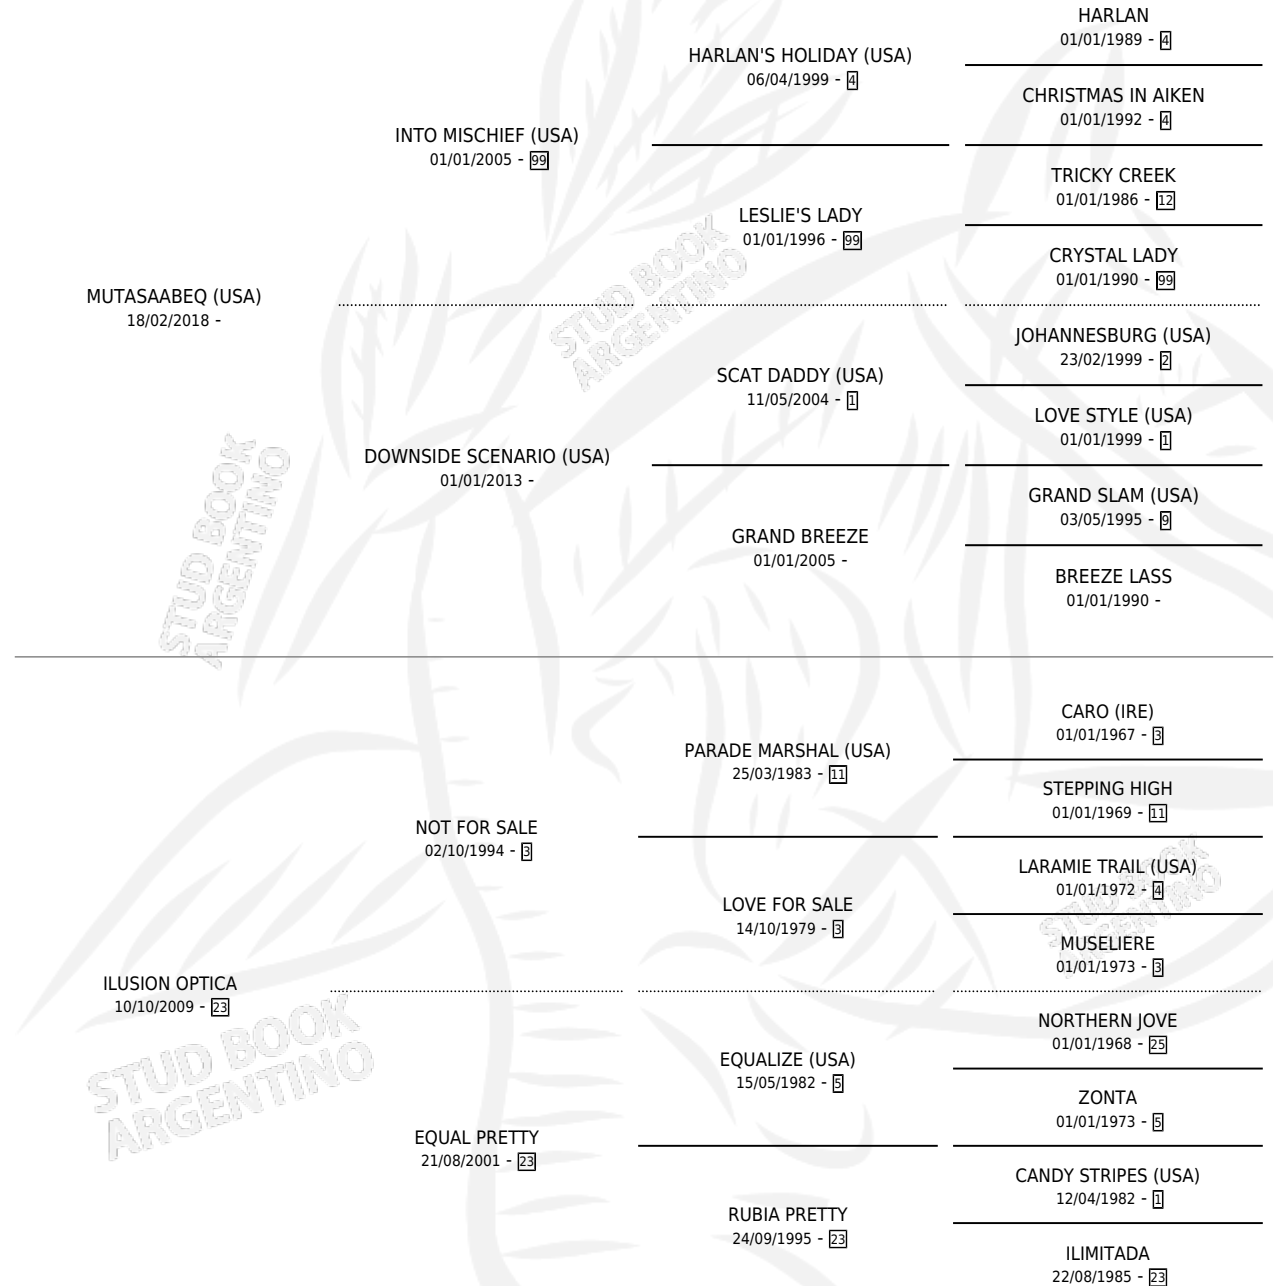 HARLAN
01/01/1989 - 4
HARLAN'S HOLIDAY (USA)
06/04/1999 - 4
CHRISTMAS IN AIKEN
01/01/1992 - 4
INTO MISCHIEF (USA)
01/01/2005 - 99
TRICKY CREEK
01/01/1986 - 12
LESLIE'S LADY
01/01/1996 - 99
CRYSTAL LADY
01/01/1990 - 99
MUTASAABEQ (USA)
18/02/2018 -
STUD BOOK
ARGENTINO
JOHANNESBURG (USA)
23/02/1999 - 2
SCAT DADDY (USA)
11/05/2004 - 1
LOVE STYLE (USA)
01/01/1999 - 1
DOWNSIDE SCENARIO (USA)
01/01/2013 -
GRAND SLAM (USA)
03/05/1995 - 9
GRAND BREEZE
01/01/2005 -
BREEZE LASS
01/01/1990 -
STUD BOOK
ARGENTINO
CARO (IRE)
01/01/1967 - 3
PARADE MARSHAL (USA)
25/03/1983 - 11
STEPPING HIGH
01/01/1969 - 11
NOT FOR SALE
02/10/1994 - 3
LARAMIE TRAIL (USA)
01/01/1972 - 4
LOVE FOR SALE
14/10/1979 - 3
MUSELIERE
01/01/1973 - 3
STUD BOOK
ARGENTINO
ILUSION OPTICA
10/10/2009 - 23
NORTHERN JOVE
01/01/1968 - 25
EQUALIZE (USA)
15/05/1982 - 5
ZONTA
01/01/1973 - 5
STUD BOOK
ARGENTINO
EQUAL PRETTY
21/08/2001 - 23
CANDY STRIPES (USA)
12/04/1982 - 1
RUBIA PRETTY
24/09/1995 - 23
ILIMITADA
22/08/1985 - 23